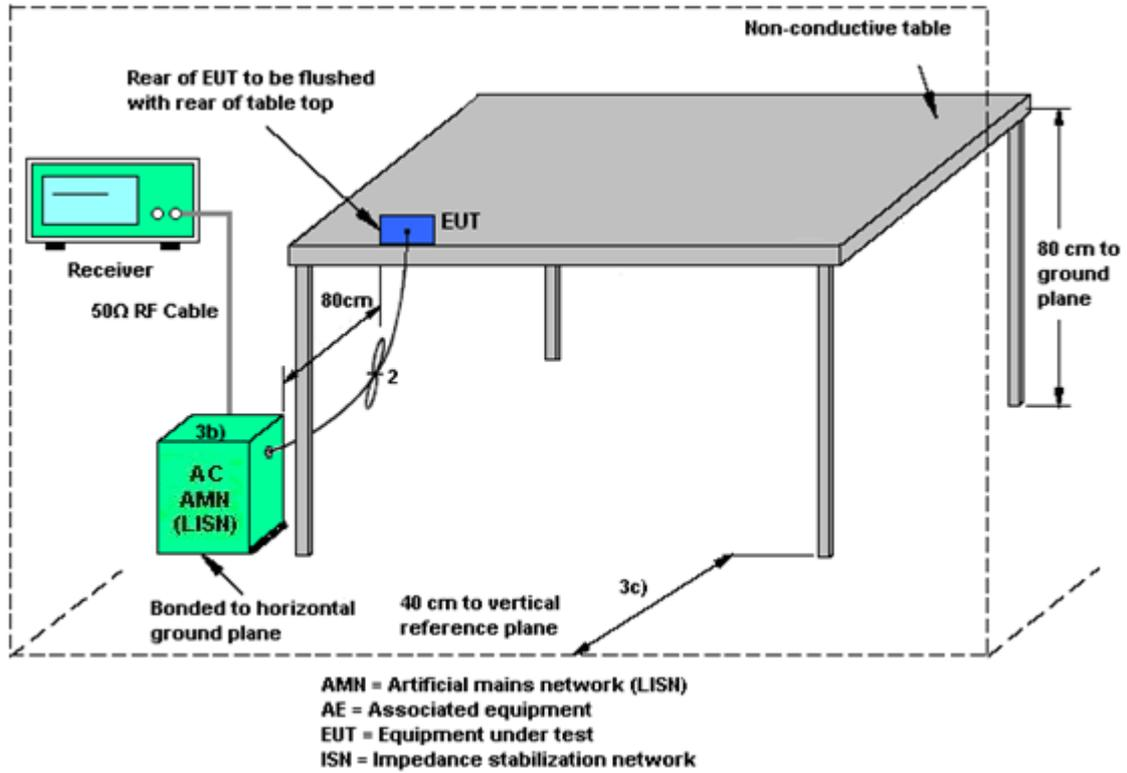 Non-conductive table
Rear of EUT to be flushed
with rear of table top
EUT
Receiver
80cm
80 cm to
ground
plane
50Ω RF Cable
2
3b)
AC
AMN
(LISN)
3c)
Bonded to horizontal
ground plane
40 cm to vertical
reference plane
AMN = Artificial mains network (LISN)
AE = Associated equipment
EUT = Equipment under test
ISN = Impedance stabilization network